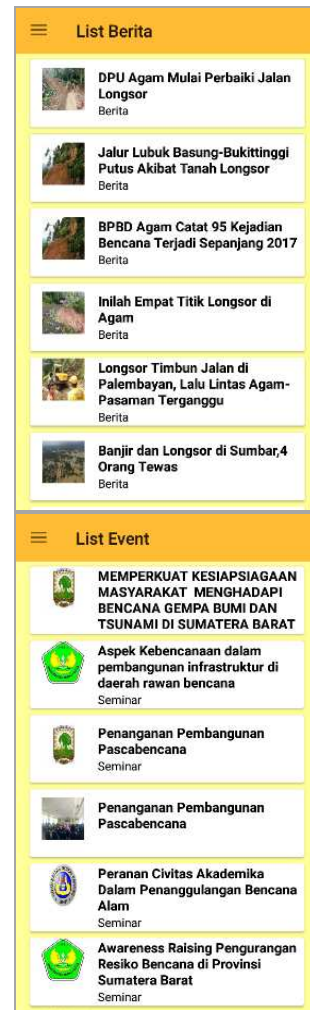 List Berita
DPU Agam Mulai Perbaiki Jalan
Longsor
Berita
Jalur Lubuk Basung-Bukittinggi
Putus Akibat Tanah Longsor
Berita
BPBD Agam Catat 95 Kejadian
Bencana Terjadi Sepanjang 2017
Berita
Inilah Empat Titik Longsor di
Agam
Berita
Longsor Timbun Jalan di
Palembayan, Lalu Lintas Agam-
Pasaman Terganggu
Berita
Banjir dan Longsor di Sumbar,4
Orang Tewas
Berita
List Event
MEMPERKUAT KESIAPSIAGAAN
MASYARAKAT MENGHADAPI
BENCANA GEMPA BUMI DAN
TSUNAMI DI SUMATERA BARAT
Aspek Kebencanaan dalam
pembangunan infrastruktur di
daerah rawan bencana
Seminar
Penanganan Pembangunan
Pascabencana
Seminar
Penanganan Pembangunan
Pascabencana
Peranan Civitas Akademika
Dalam Penanggulangan Bencana
Alam
Seminar
Awareness Raising Pengurangan
Resiko Bencana di Provinsi
Sumatera Barat
Seminar